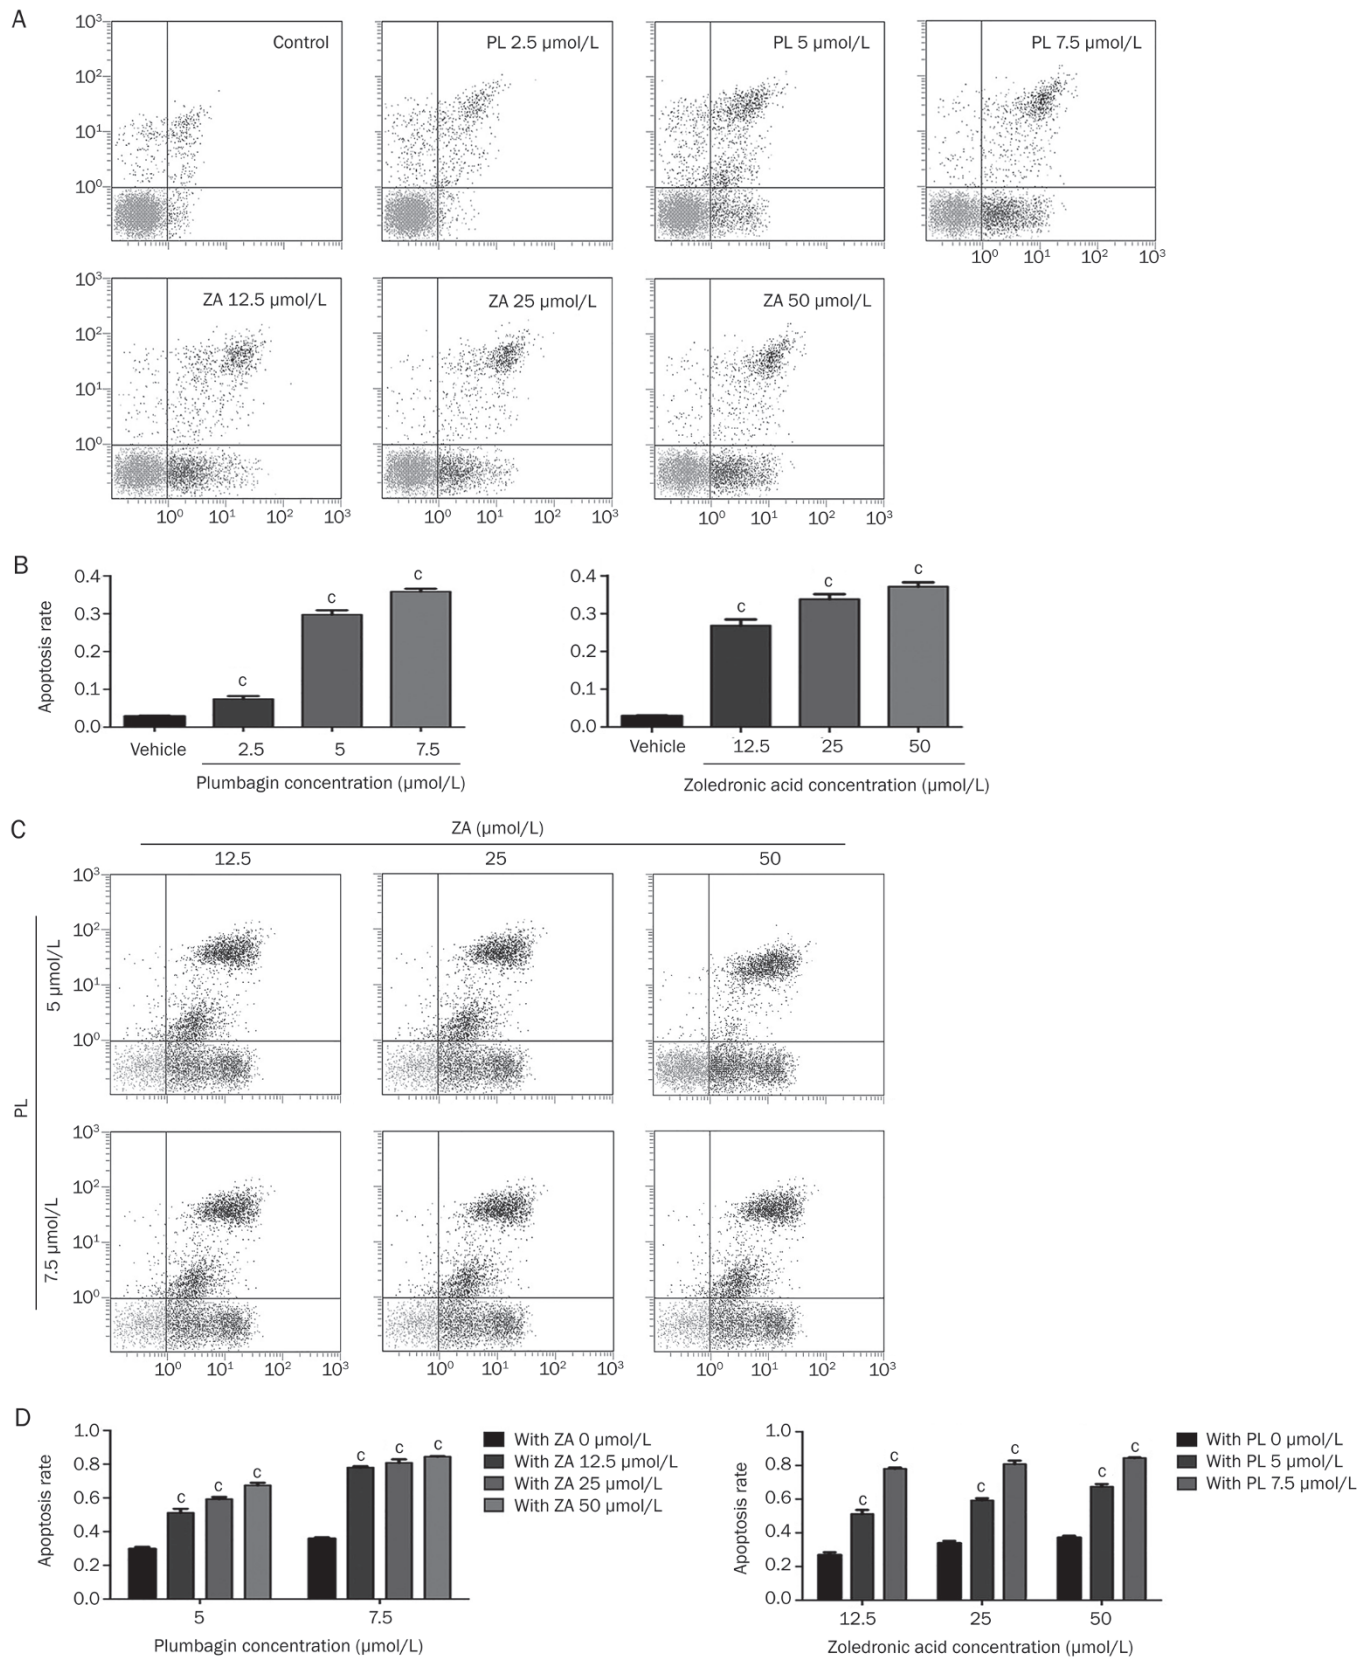 A
Control
PL 2.5 µmol/L
PL 5 µmol/L
PL 7.5 µmol/L
10³
10²
10¹
10⁰
10⁰ 10¹ 10² 10³
ZA 12.5 µmol/L
ZA 25 µmol/L
ZA 50 µmol/L
10³
10²
10¹
10⁰
10⁰ 10¹ 10² 10³
10⁰ 10¹ 10² 10³
10⁰ 10¹ 10² 10³
B
Apoptosis rate
0.4
0.3
0.2
0.1
0.0
c
c
c
Vehicle 2.5 5 7.5
Plumbagin concentration (µmol/L)
0.4
0.3
0.2
0.1
0.0
c
c
c
Vehicle 12.5 25 50
Zoledronic acid concentration (µmol/L)
C
ZA (µmol/L)
12.5 25 50
PL
5 µmol/L
10³
10²
10¹
10⁰
7.5 µmol/L
10³
10²
10¹
10⁰
10⁰ 10¹ 10² 10³
10⁰ 10¹ 10² 10³
10⁰ 10¹ 10² 10³
D
Apoptosis rate
1.0
0.8
0.6
0.4
0.2
0.0
c c c
c c c
5 7.5
Plumbagin concentration (µmol/L)
With ZA 0 µmol/L
With ZA 12.5 µmol/L
With ZA 25 µmol/L
With ZA 50 µmol/L
Apoptosis rate
1.0
0.8
0.6
0.4
0.2
0.0
c c
c c
c c
12.5 25 50
Zoledronic acid concentration (µmol/L)
With PL 0 µmol/L
With PL 5 µmol/L
With PL 7.5 µmol/L